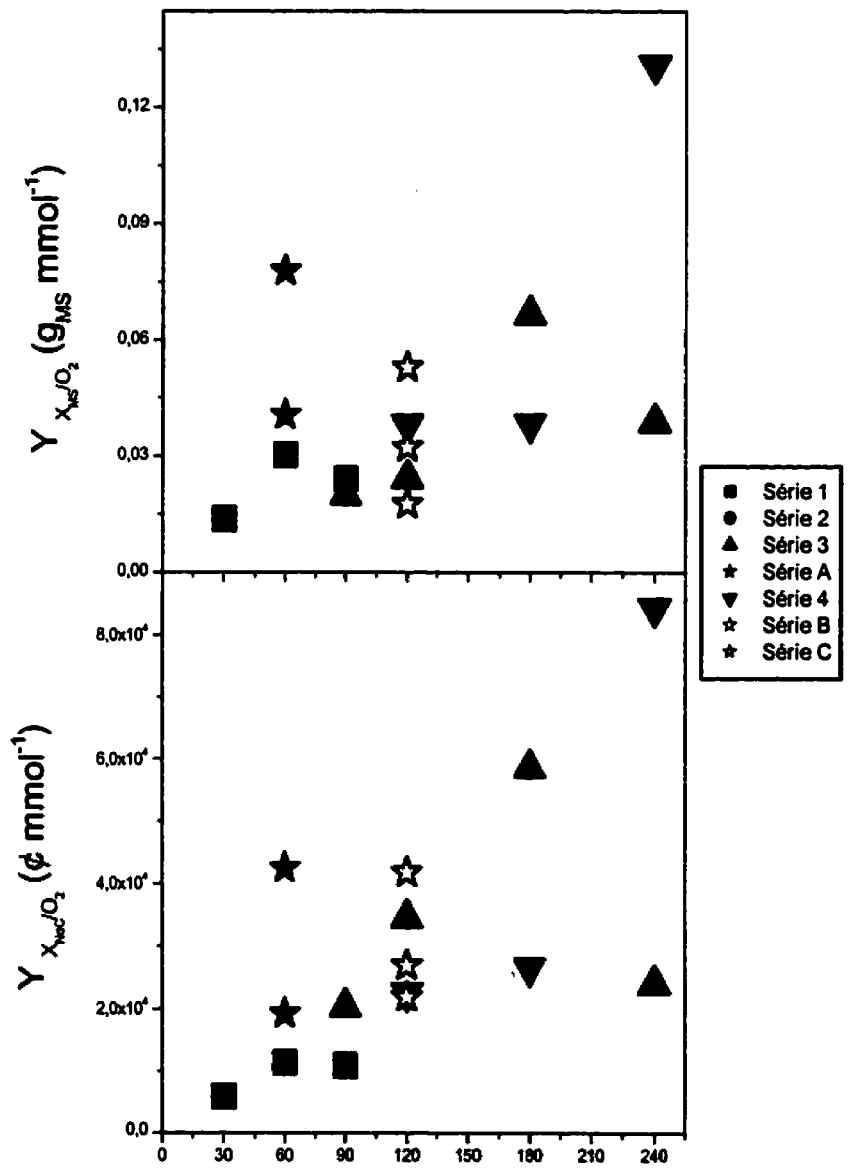 0,12
0,09
0,06
0,03
0,00
Y X_MS/O₂ (g_MS mmol⁻¹)
8,0x10⁴
6,0x10⁴
4,0x10⁴
2,0x10⁴
0,0
Y X_NeC/O₂ (¢ mmol⁻¹)
0 30 60 90 120 150 180 210 240
Série 1
Série 2
Série 3
Série A
Série 4
Série B
Série C